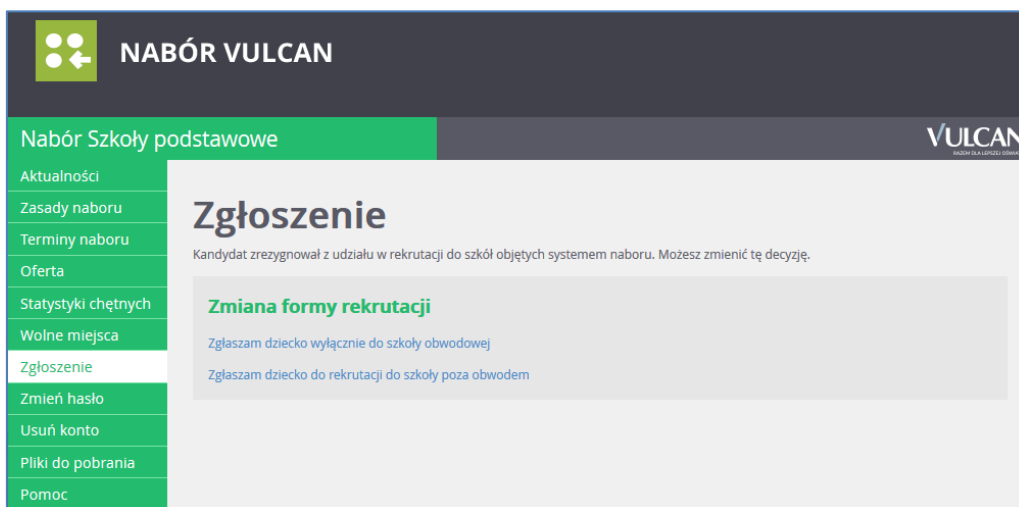 NABÓR VULCAN
Nabór Szkoły podstawowe
VULCAN
Aktualności
Zasady naboru
Terminy naboru
Oferta
Statystyki chętnych
Wolne miejsca
Zgłoszenie
Zmień hasło
Usuń konto
Pliki do pobrania
Pomoc
Zgłoszenie
Kandydat zrezygnował z udziału w rekrutacji do szkół objętych systemem naboru. Możesz zmienić tę decyzję.
Zmiana formy rekrutacji
Zgłaszam dziecko wyłącznie do szkoły obwodowej
Zgłaszam dziecko do rekrutacji do szkoły poza obwodem